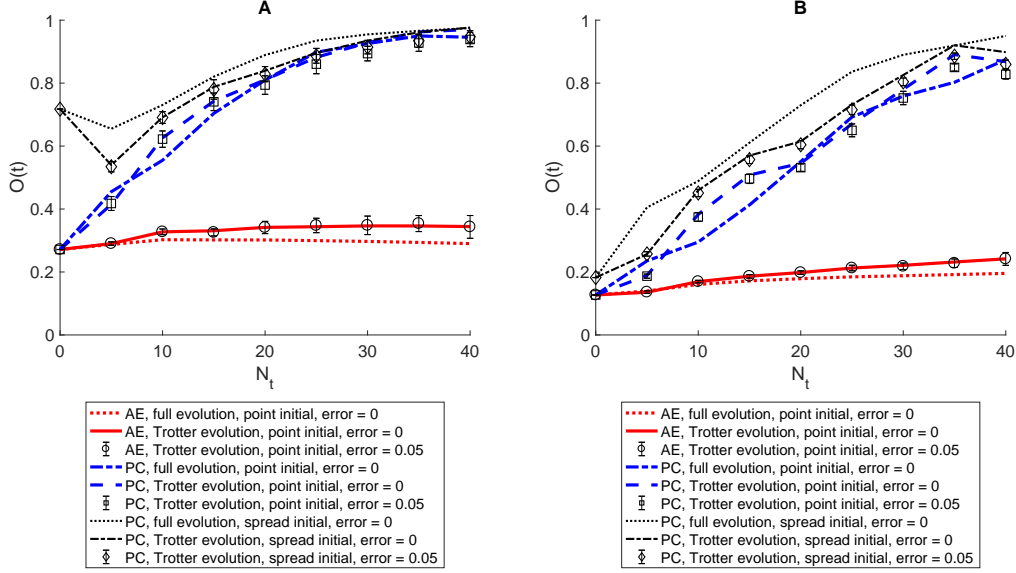 A
1
0.8
0.6
0.4
0.2
0
O(t)
0 10 20 30 40
N_t
AE, full evolution, point initial, error = 0
AE, Trotter evolution, point initial, error = 0
AE, Trotter evolution, point initial, error = 0.05
PC, full evolution, point initial, error = 0
PC, Trotter evolution, point initial, error = 0
PC, Trotter evolution, point initial, error = 0.05
PC, full evolution, spread initial, error = 0
PC, Trotter evolution, spread initial, error = 0
PC, Trotter evolution, spread initial, error = 0.05
B
1
0.8
0.6
0.4
0.2
0
O(t)
0 10 20 30 40
N_t
AE, full evolution, point initial, error = 0
AE, Trotter evolution, point initial, error = 0
AE, Trotter evolution, point initial, error = 0.05
PC, full evolution, point initial, error = 0
PC, Trotter evolution, point initial, error = 0
PC, Trotter evolution, point initial, error = 0.05
PC, full evolution, spread initial, error = 0
PC, Trotter evolution, spread initial, error = 0
PC, Trotter evolution, spread initial, error = 0.05